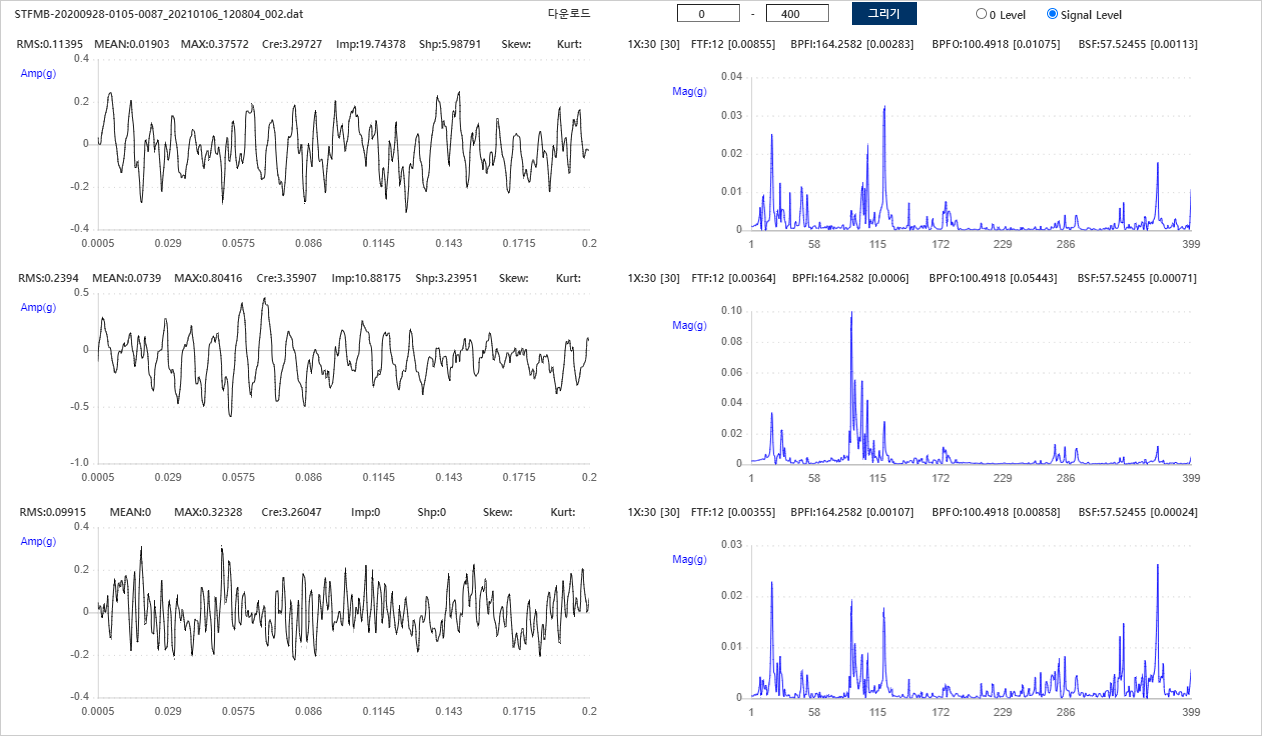 STFMB-20200928-0105-0087_20210106_120804_002.dat 다운로드 0 - 400 그리기 0 Level Signal Level
RMS:0.11395 MEAN:0.01903 MAX:0.37572 Cre:3.29727 Imp:19.74378 Shp:5.98791 Skew: Kurt:
Amp(g)
0.4
0.2
0
-0.2
-0.4
0.0005 0.029 0.0575 0.086 0.1145 0.143 0.1715 0.2
1X:30 [30] FTF:12 [0.00855] BPFI:164.2582 [0.00283] BPFO:100.4918 [0.01075] BSF:57.52455 [0.00113]
Mag(g)
0.04
0.03
0.02
0.01
0
1 58 115 172 229 286 399
RMS:0.2394 MEAN:0.0739 MAX:0.80416 Cre:3.35907 Imp:10.88175 Shp:3.23951 Skew: Kurt:
Amp(g)
0.5
0
-0.5
-1.0
0.0005 0.029 0.0575 0.086 0.1145 0.143 0.1715 0.2
1X:30 [30] FTF:12 [0.00364] BPFI:164.2582 [0.0006] BPFO:100.4918 [0.05443] BSF:57.52455 [0.00071]
Mag(g)
0.10
0.08
0.06
0.04
0.02
0
1 58 115 172 229 286 399
RMS:0.09915 MEAN:0 MAX:0.32328 Cre:3.26047 Imp:0 Shp:0 Skew: Kurt:
Amp(g)
0.4
0.2
0
-0.2
-0.4
0.0005 0.029 0.0575 0.086 0.1145 0.143 0.1715 0.2
1X:30 [30] FTF:12 [0.00355] BPFI:164.2582 [0.00107] BPFO:100.4918 [0.00858] BSF:57.52455 [0.00024]
Mag(g)
0.03
0.02
0.01
0
1 58 115 172 229 286 399